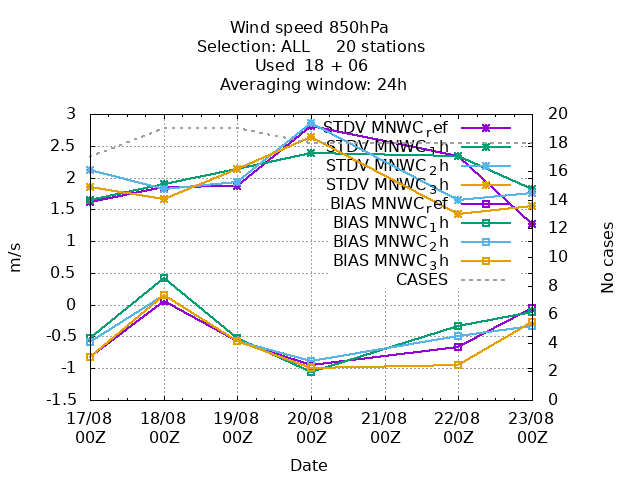 Wind speed 850hPa
Selection: ALL 20 stations
Used 18 + 06
Averaging window: 24h
3
2.5
2
1.5
1
0.5
0
-0.5
-1
-1.5
m/s
20
18
16
14
12
10
8
6
4
2
0
No cases
STDV MNWC_ref
STDV MNWC_1h
STDV MNWC_2h
STDV MNWC_3h
BIAS MNWC_ref
BIAS MNWC_1h
BIAS MNWC_2h
BIAS MNWC_3h
CASES
17/08 18/08 19/08 20/08 21/08 22/08 23/08
00Z 00Z 00Z 00Z 00Z 00Z 00Z
Date